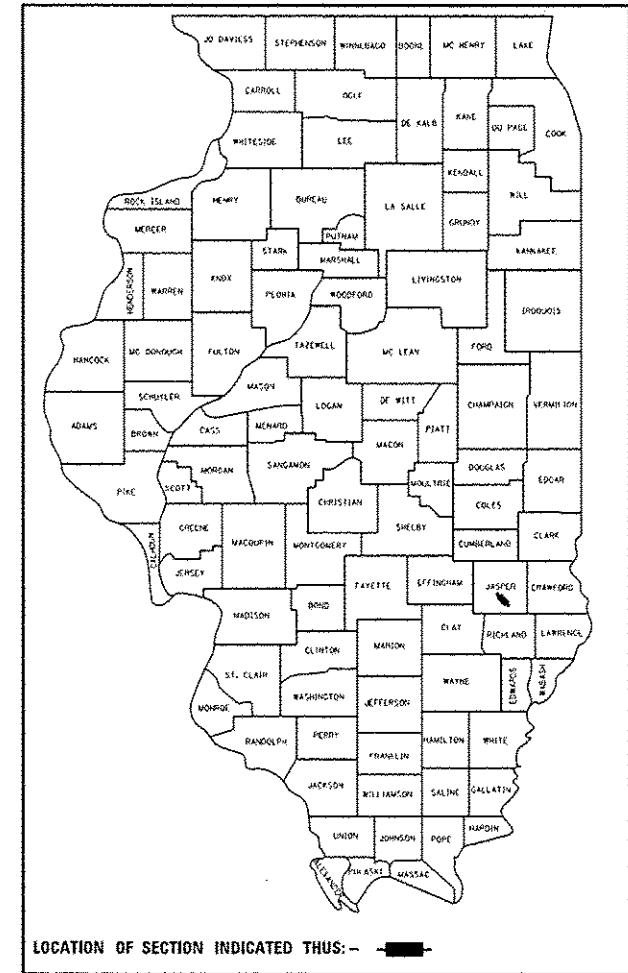 JO DAVIESS STEPHENSON WINNEBAGO BOONE MC HENRY LAKE
CARROLL OGLE DE KALB KANE DU PAGE COOK
WHITESIDE LEE KENDALL WILL
ROCK ISLAND HENRY BUREAU LA SALLE GRUNDY
MERCER PUTNAM KANKAKEE
STARK MARSHALL
HENDERSON WARREN KNOX PEORIA WOODFORD LIVINGSTON IROQUOIS
HANCOCK MC DONOUGH FULTON TAZEWELL MC LEAN FORD
SCHUYLER MASON LOGAN DE WITT CHAMPAIGN VERMILION
ADAMS BROWN CASS MENARD MACON PIATT
PIKE SCOTT MORGAN SANGAMON CHRISTIAN MOULTRIE DOUGLAS EDGAR
COLES
CALHOUN GREENE MACOUPIN MONTGOMERY SHELBY CUMBERLAND CLARK
JERSEY FAYETTE EFFINGHAM JASPER CRAWFORD
MADISON BOND CLAY RICHLAND LAWRENCE
CLINTON MARION
ST. CLAIR WASHINGTON JEFFERSON WAYNE EDWARDS WABASH
MONROE
RANDOLPH PERRY FRANKLIN HAMILTON WHITE
JACKSON WILLIAMSON SALINE GALLATIN
UNION JOHNSON POPE HARDIN
ALEXANDER PULASKI MASSAC
LOCATION OF SECTION INDICATED THUS:-